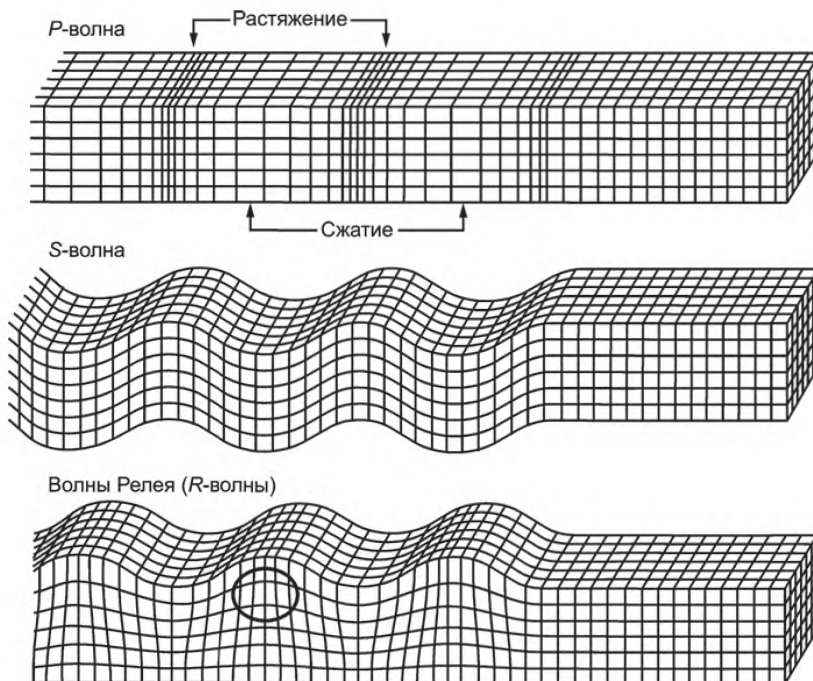 Растяжение
P-волна
Сжатие
S-волна
Волны Релея (R-волны)